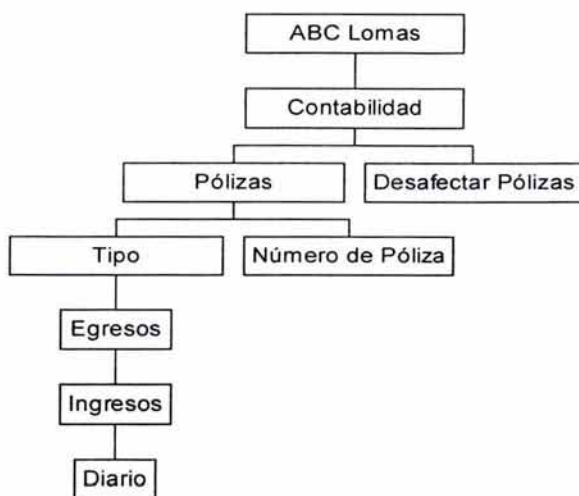 ABC Lomas
Contabilidad
Pólizas
Desafectar Pólizas
Tipo
Número de Póliza
Egresos
Ingresos
Diario